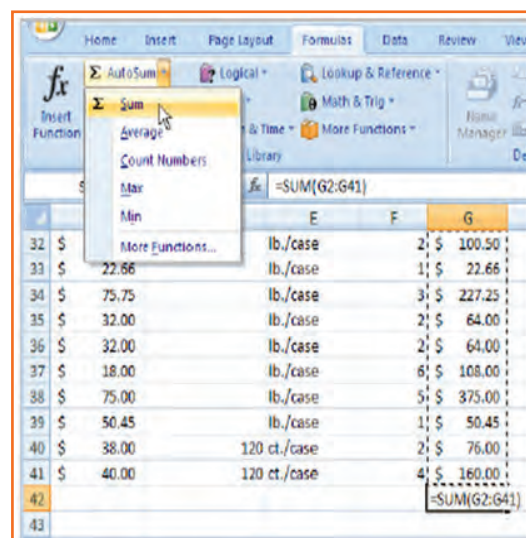 Home Insert Page Layout Formulas Data Review View
fx Σ AutoSum Logical Lookup & Reference
Σ Sum Math & Trig
Insert Function Average & Time More Functions Name Manager
Count Numbers Library
Max fx =SUM(G2:G41)
Min
More Functions... E F G
32 $ lb./case 2 $ 100.50
33 $ 22.66 lb./case 1 $ 22.66
34 $ 75.75 lb./case 3 $ 227.25
35 $ 32.00 lb./case 2 $ 64.00
36 $ 32.00 lb./case 2 $ 64.00
37 $ 18.00 lb./case 6 $ 108.00
38 $ 75.00 lb./case 5 $ 375.00
39 $ 50.45 lb./case 1 $ 50.45
40 $ 38.00 120 ct./case 2 $ 76.00
41 $ 40.00 120 ct./case 4 $ 160.00
42 =SUM(G2:G41)
43